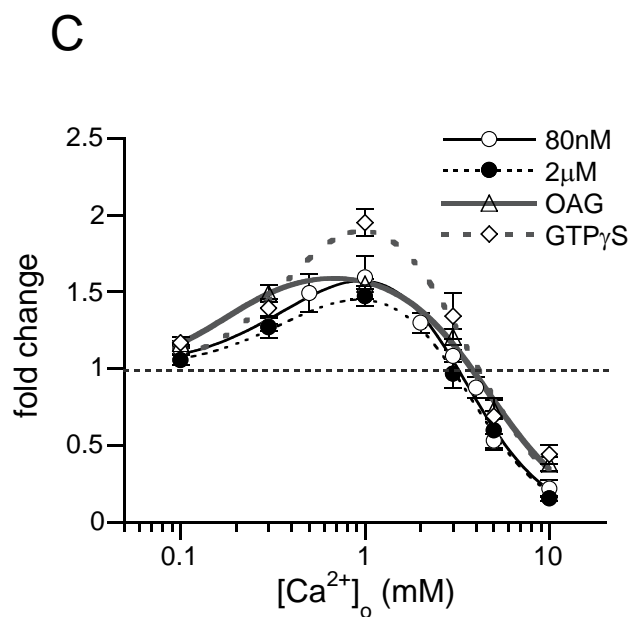 C
80nM
2μM
OAG
GTPγS
fold change
2.5
2
1.5
1
0.5
0
0.1
1
10
[Ca²⁺]ₒ (mM)